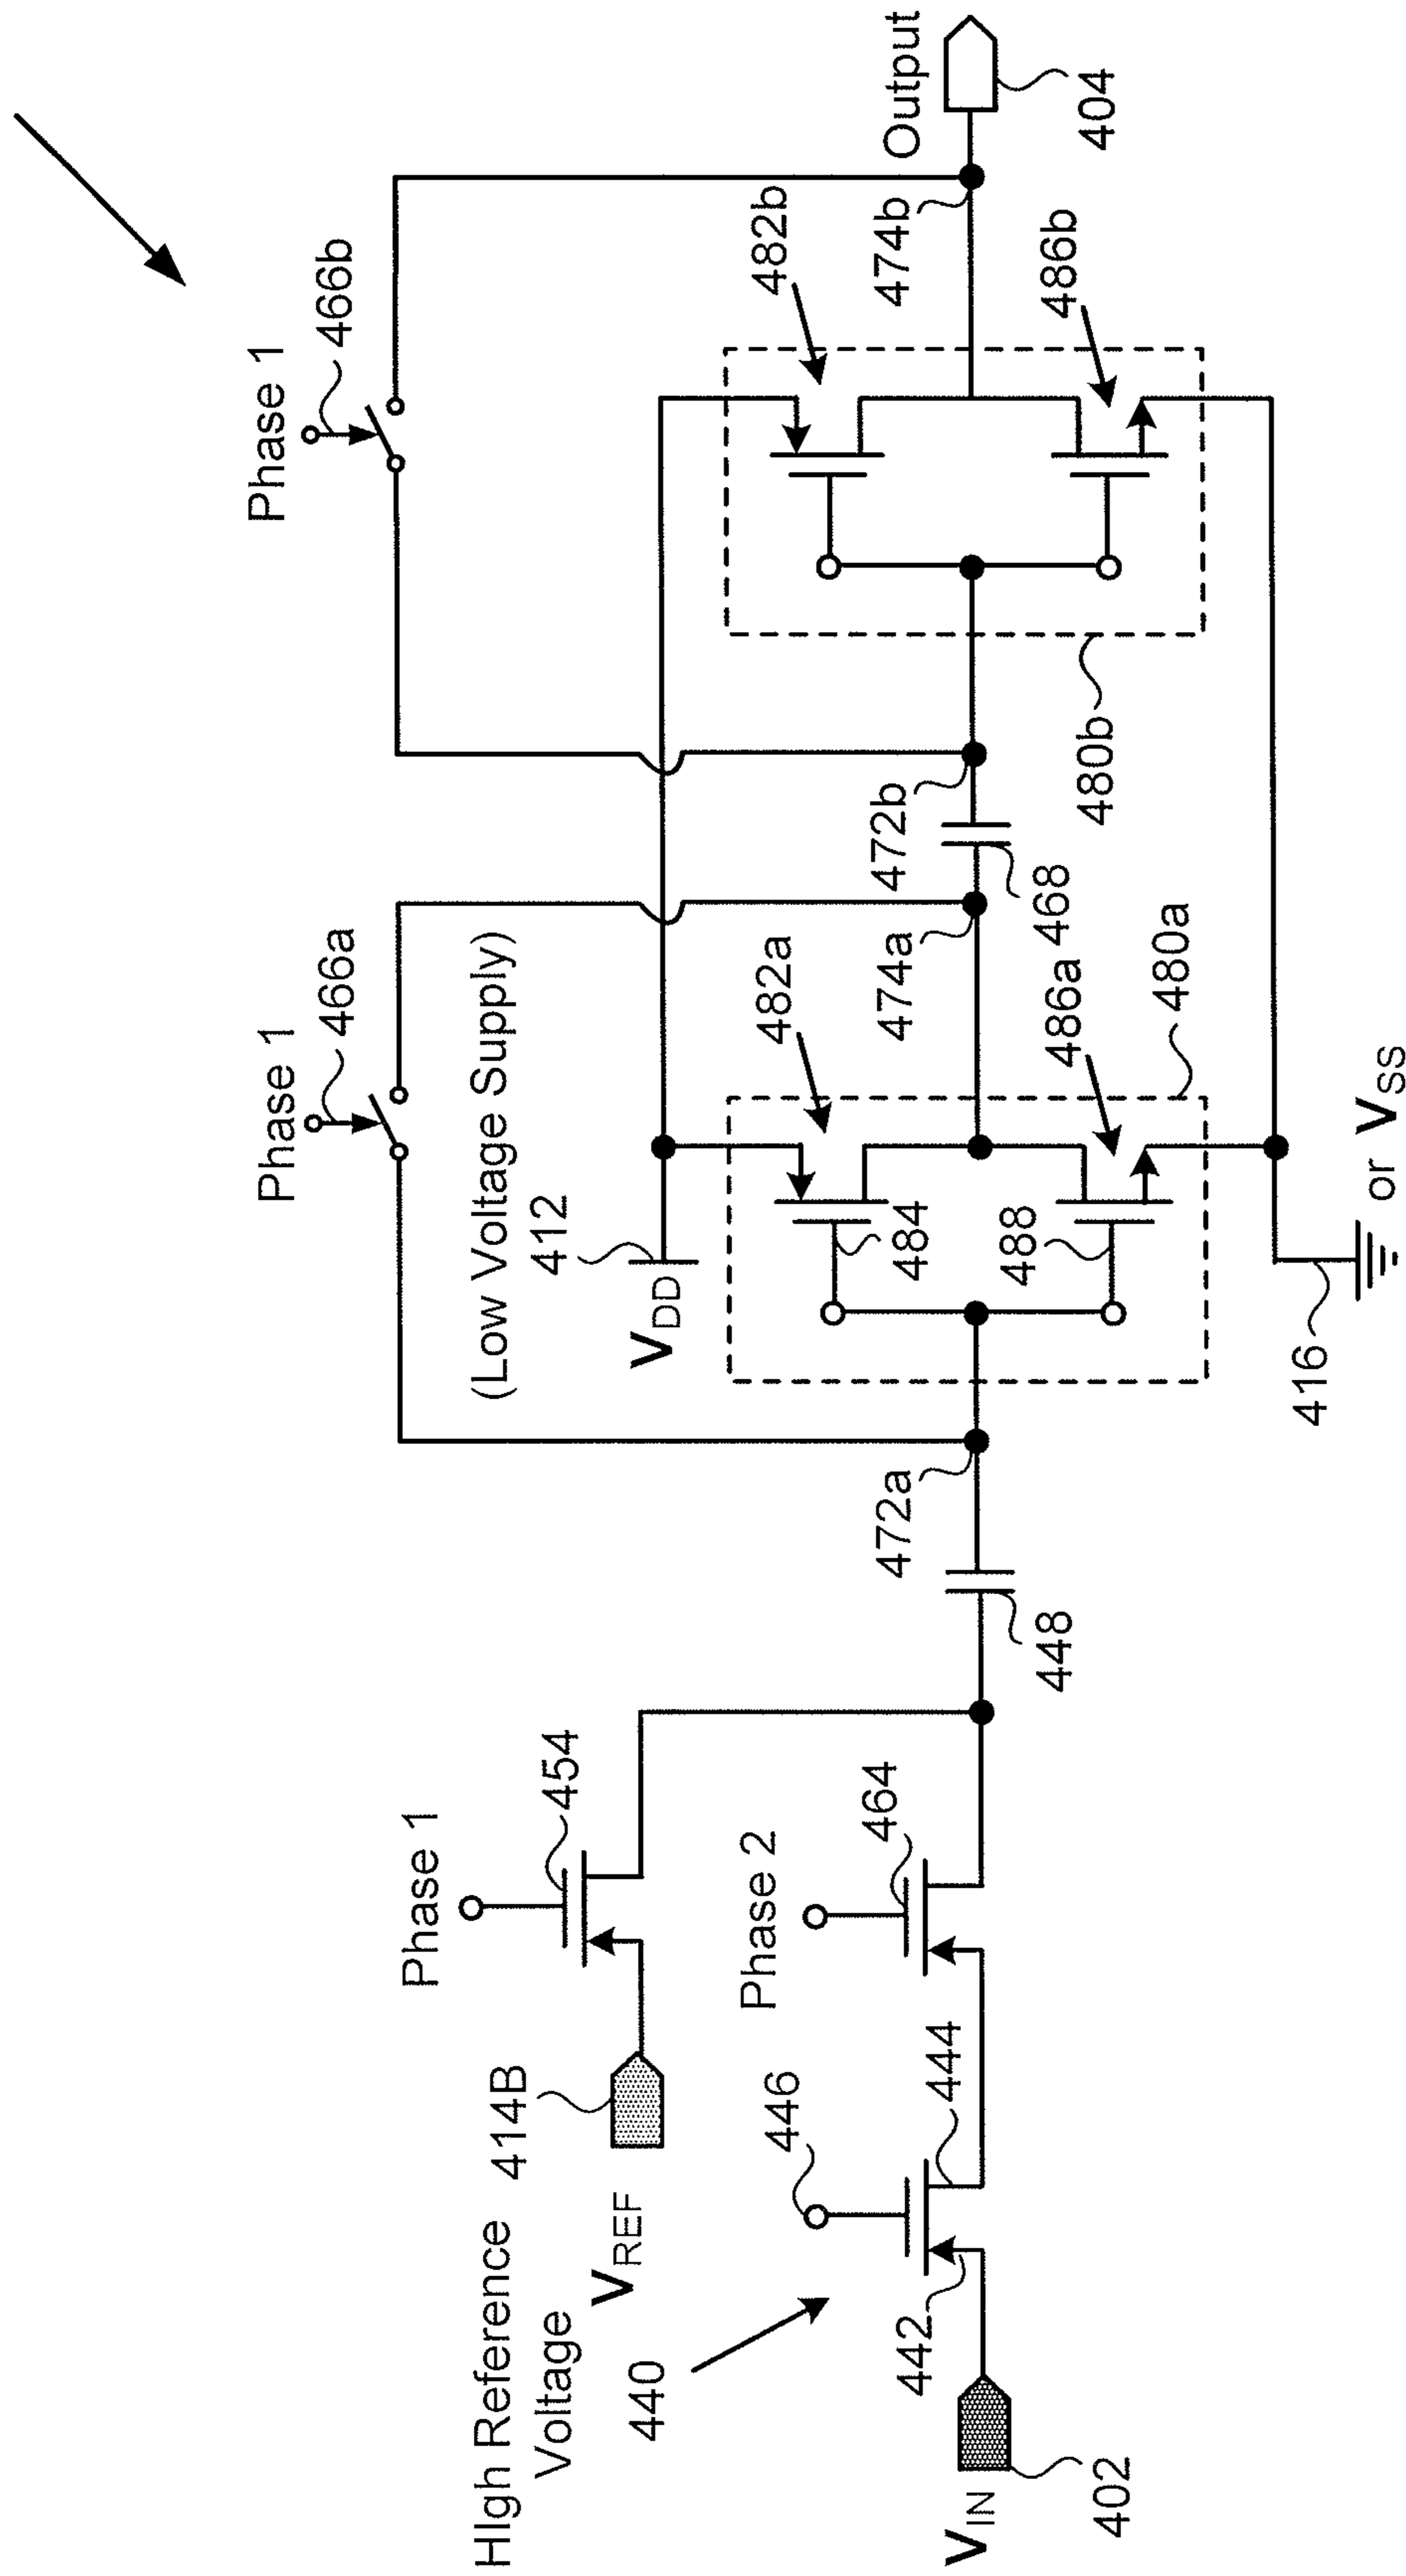 Phase 1
466b
Phase 1
466a
Output
404
474b
482b
486b
480b
472b
468
474a
482a
486a
480a
(Low Voltage Supply)
412
VDD
484
488
416
or VSS
472a
448
Phase 1
454
Phase 2
464
414B
HIgh Reference
Voltage
VREF
446
444
440
442
402
VIN